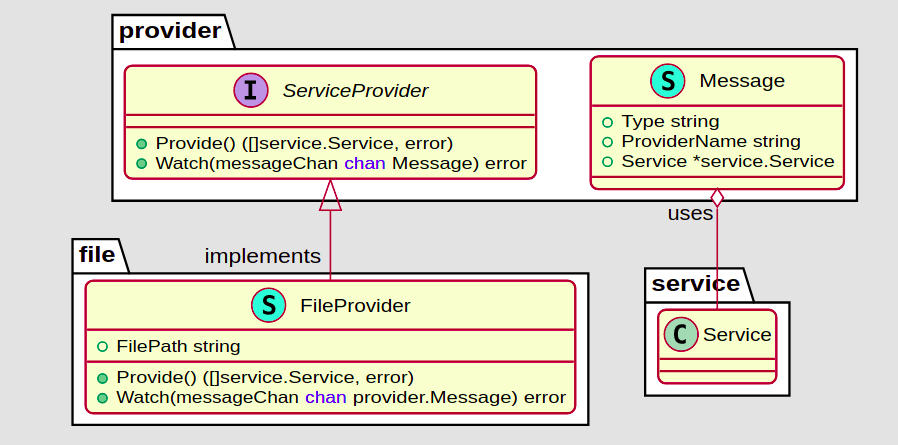 provider
I ServiceProvider
Provide() ([]service.Service, error)
Watch(messageChan chan Message) error
S Message
Type string
ProviderName string
Service *service.Service
implements
uses
file
S FileProvider
FilePath string
Provide() ([]service.Service, error)
Watch(messageChan chan provider.Message) error
service
C Service